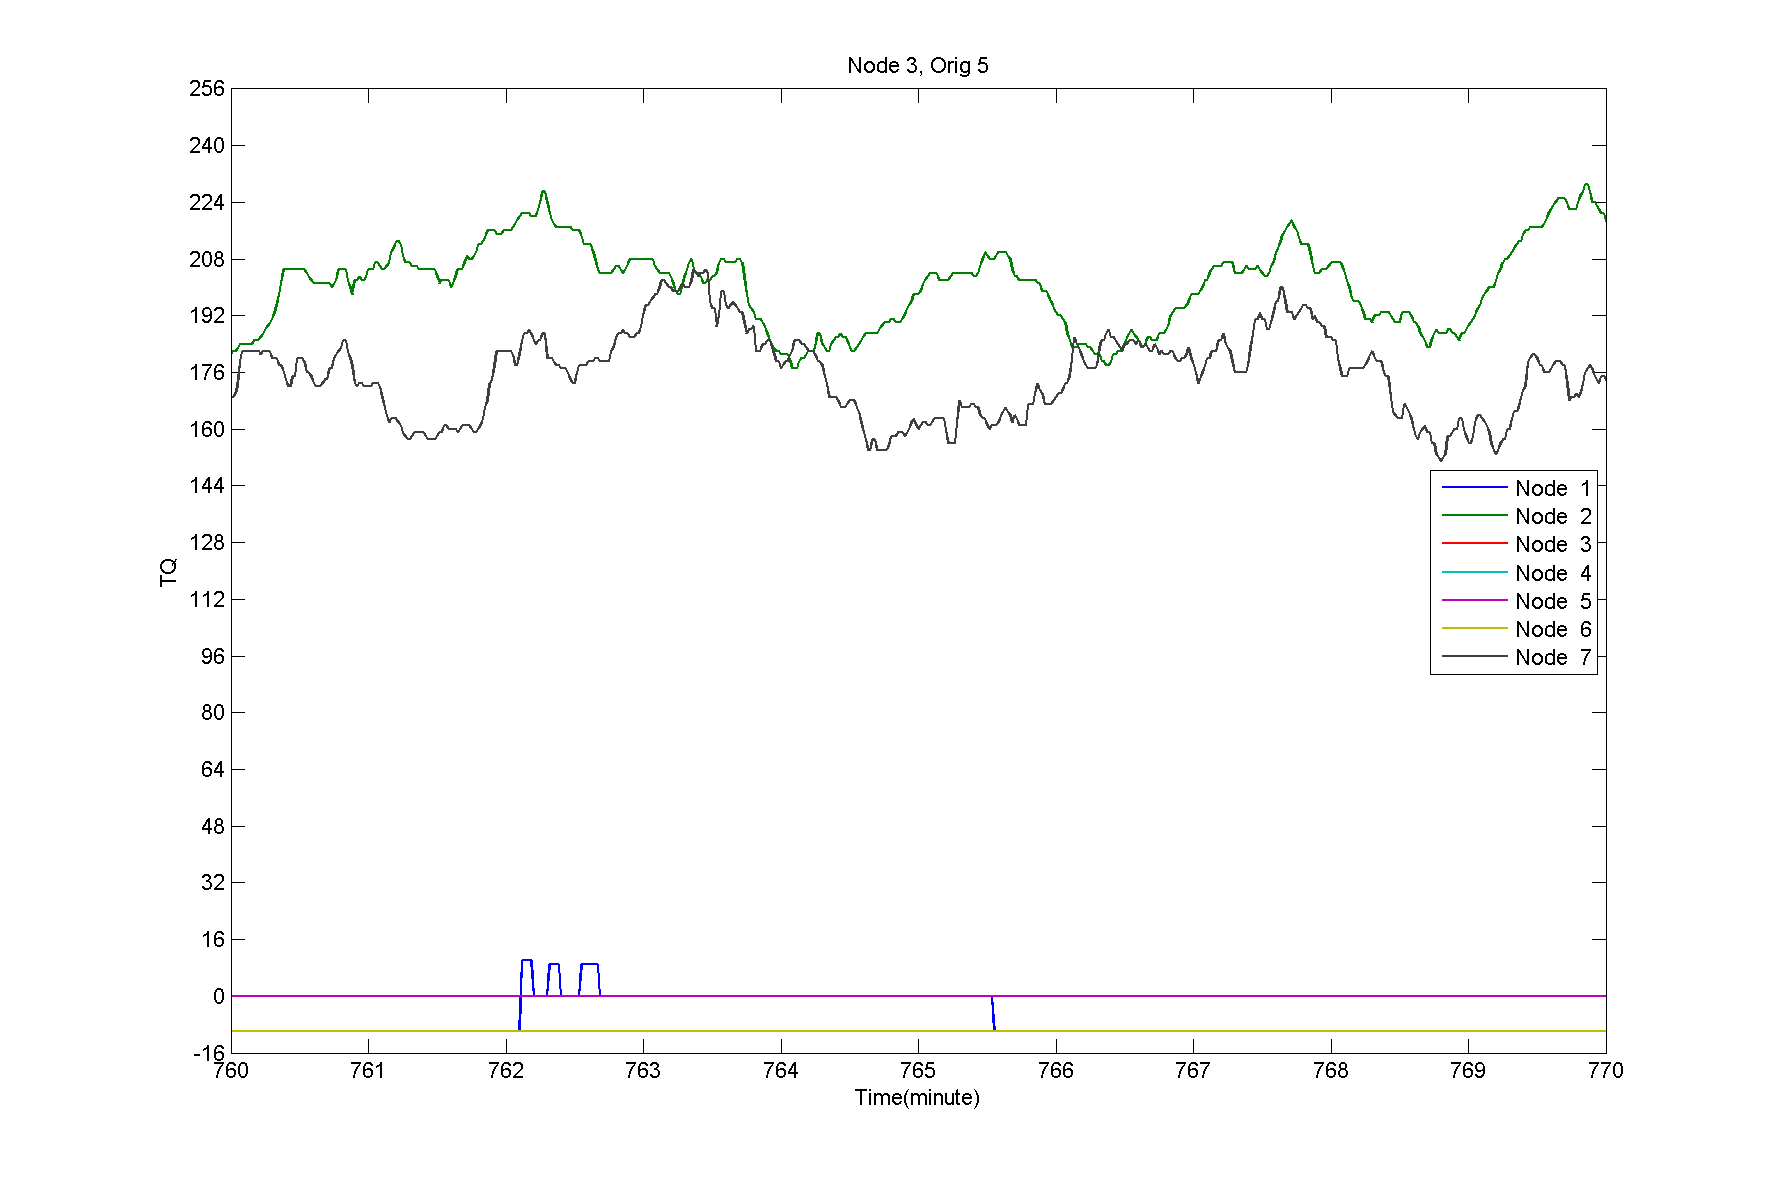 Node 3, Orig 5
256
240
224
208
192
176
160
144
128
112
96
80
64
48
32
16
0
-16
TQ
Node 1
Node 2
Node 3
Node 4
Node 5
Node 6
Node 7
760 761 762 763 764 765 766 767 768 769 770
Time(minute)